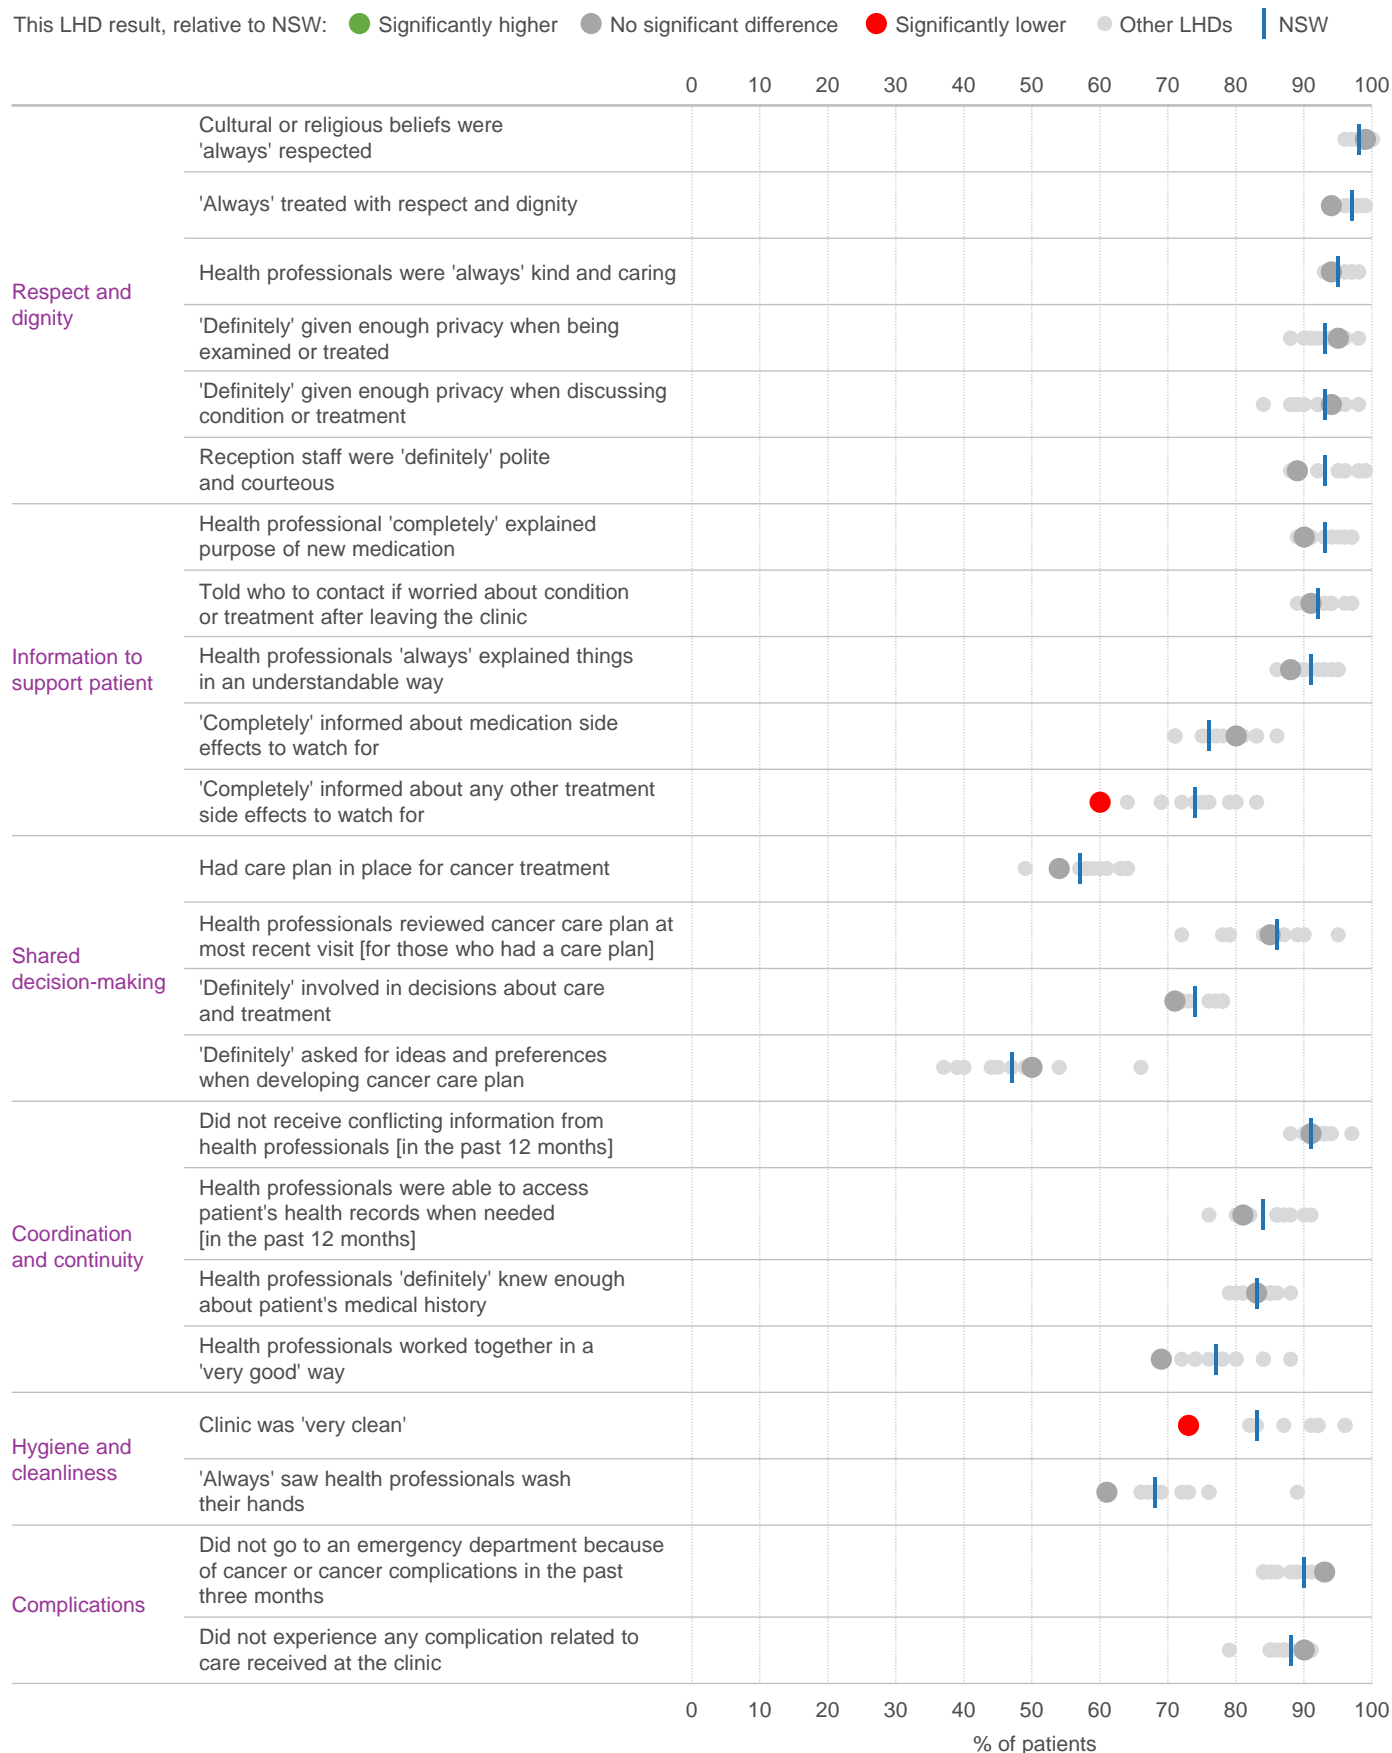 This LHD result, relative to NSW: Significantly higher No significant difference Significantly lower Other LHDs NSW
0 10 20 30 40 50 60 70 80 90 100
Respect and
dignity
Cultural or religious beliefs were
'always' respected
'Always' treated with respect and dignity
Health professionals were 'always' kind and caring
'Definitely' given enough privacy when being
examined or treated
'Definitely' given enough privacy when discussing
condition or treatment
Reception staff were 'definitely' polite
and courteous
Information to
support patient
Health professional 'completely' explained
purpose of new medication
Told who to contact if worried about condition
or treatment after leaving the clinic
Health professionals 'always' explained things
in an understandable way
'Completely' informed about medication side
effects to watch for
'Completely' informed about any other treatment
side effects to watch for
Shared
decision-making
Had care plan in place for cancer treatment
Health professionals reviewed cancer care plan at
most recent visit [for those who had a care plan]
'Definitely' involved in decisions about care
and treatment
'Definitely' asked for ideas and preferences
when developing cancer care plan
Coordination
and continuity
Did not receive conflicting information from
health professionals [in the past 12 months]
Health professionals were able to access
patient's health records when needed
[in the past 12 months]
Health professionals 'definitely' knew enough
about patient's medical history
Health professionals worked together in a
'very good' way
Hygiene and
cleanliness
Clinic was 'very clean'
'Always' saw health professionals wash
their hands
Complications
Did not go to an emergency department because
of cancer or cancer complications in the past
three months
Did not experience any complication related to
care received at the clinic
0 10 20 30 40 50 60 70 80 90 100
% of patients